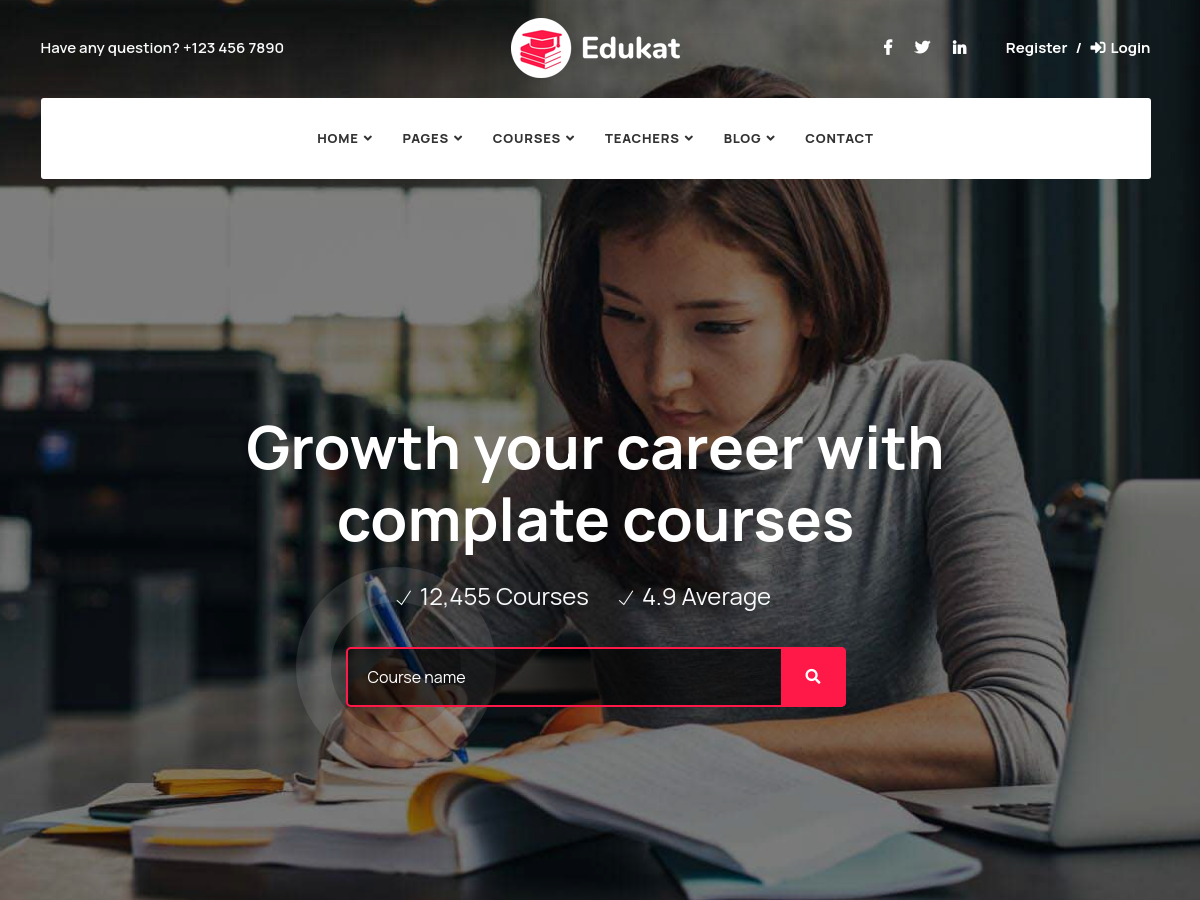 Have any question? +123 456 7890
Edukat
Register / Login
HOME
PAGES
COURSES
TEACHERS
BLOG
CONTACT
Growth your career with
complate courses
12,455 Courses
4.9 Average
Course name